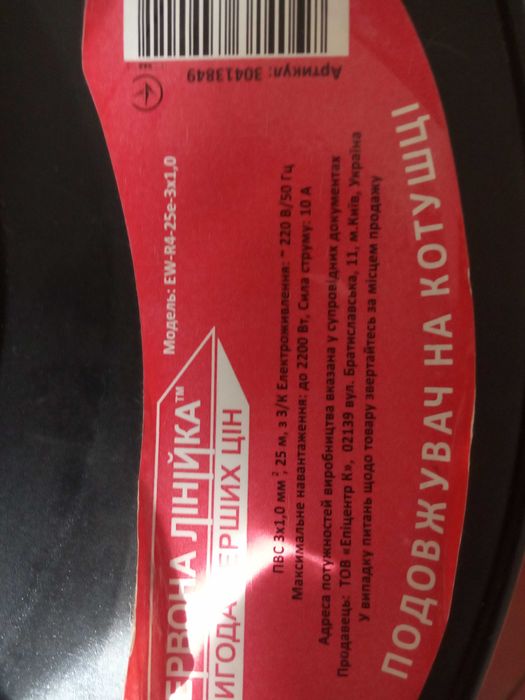 ЕРВОНА ЛІНІЙКА™
ИГОДА ПЕРШИХ ЦІН
Модель: EW-R4-25e-3x1,0
Артикул: 30413849
ПВС 3х1,0 мм², 25 м, з З/К Електроживлення: ~ 220 В/50 Гц
Максимальне навантаження: до 2200 Вт, Сила струму: 10 А
Адреса потужностей виробництва вказана у супровідних документах
Продавець: ТОВ «Епіцентр К», 02139 вул. Братиславська, 11, м.Київ, Україна
У випадку питань щодо товару звертайтесь за місцем продажу
ПОДОВЖУВАЧ НА КОТУШЦІ